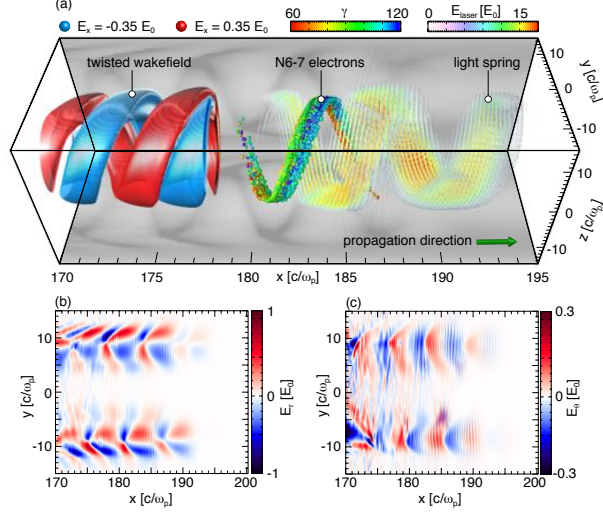 (a)
E_x = -0.35 E_0
E_x = 0.35 E_0
60 γ 120
0 E_laser [E_0] 15
twisted wakefield
N6-7 electrons
light spring
10
0
-10
y [c/ω_p]
10
0
-10
z [c/ω_p]
propagation direction
170 175 180 185 190 195
x [c/ω_p]
(b)
10
0
-10
y [c/ω_p]
170 180 190 200
x [c/ω_p]
1
-1
E_r [E_0]
(c)
10
0
-10
y [c/ω_p]
170 180 190 200
x [c/ω_p]
0.3
-0.3
E_θ [E_0]